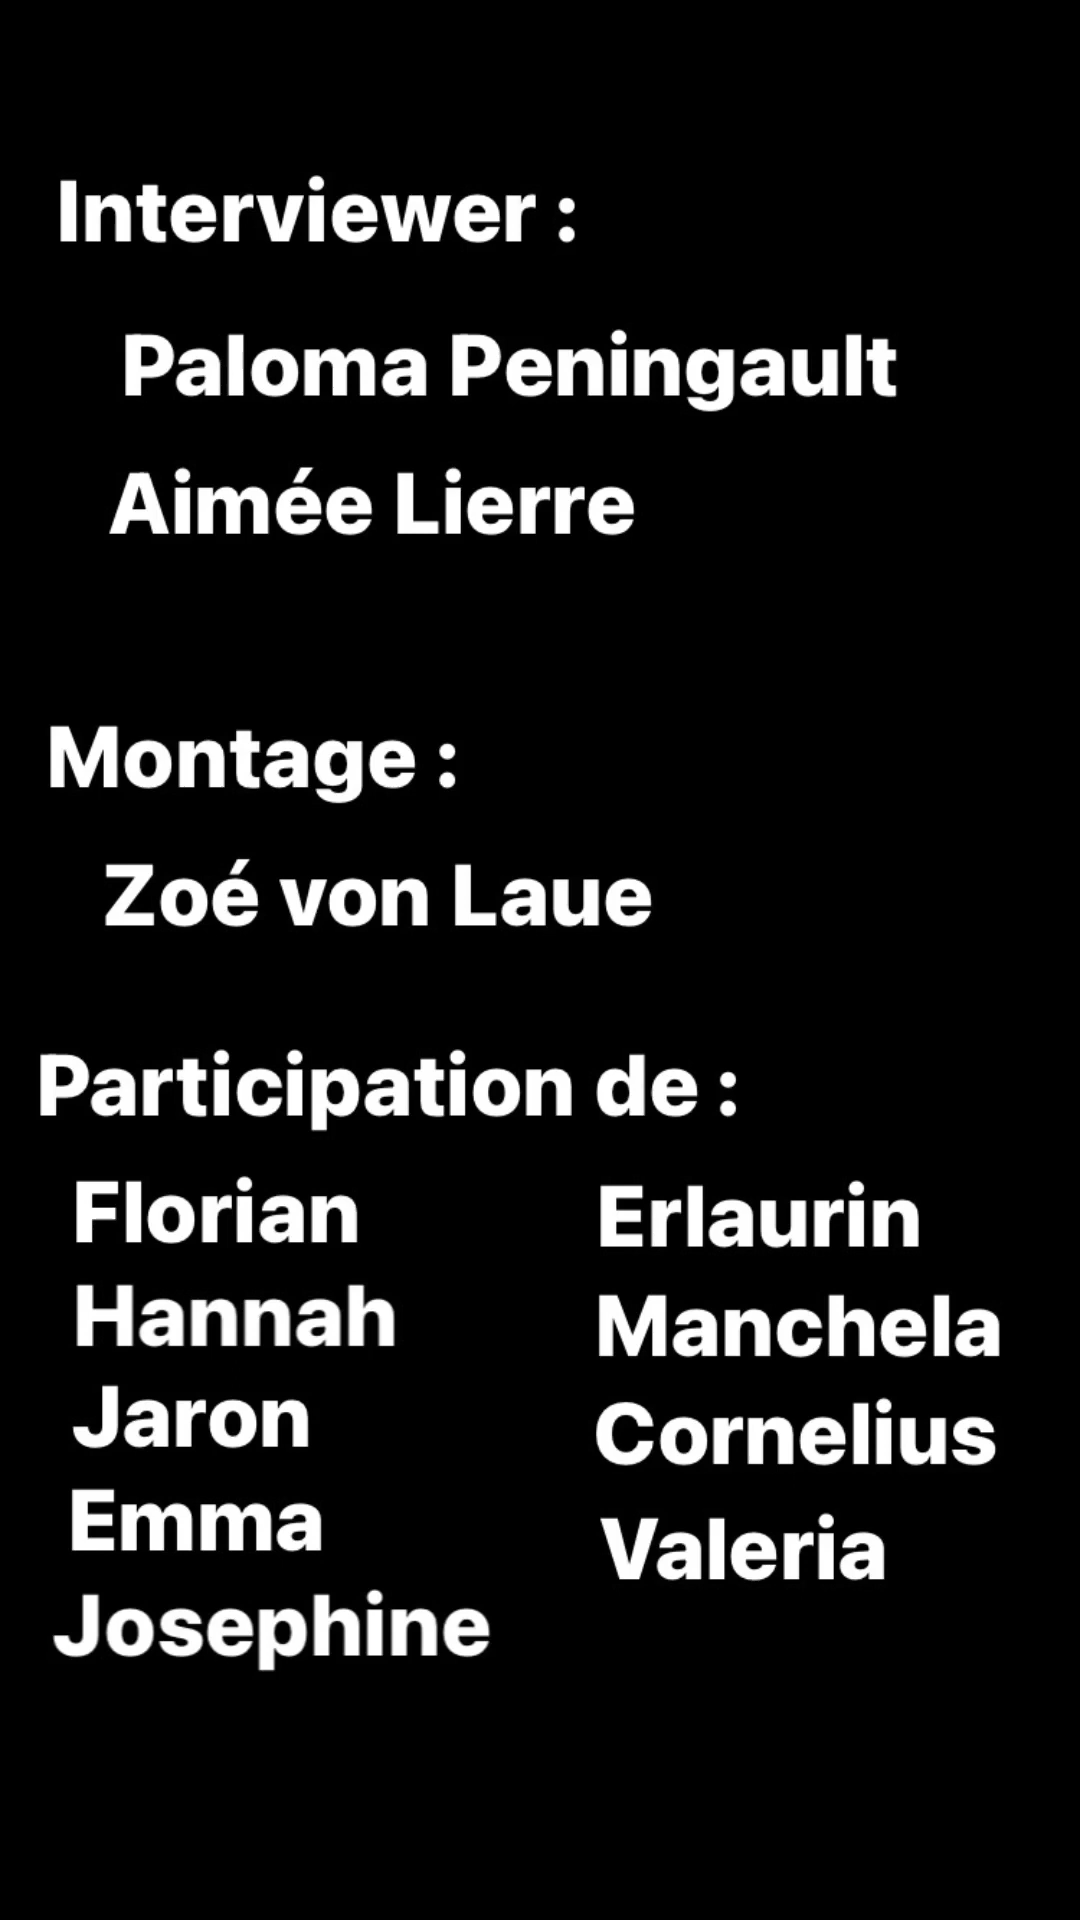 Interviewer :
Paloma Peningault
Aimée Lierre
Montage :
Zoé von Laue
Participation de :
Florian
Hannah
Jaron
Emma
Josephine
Erlaurin
Manchela
Cornelius
Valeria